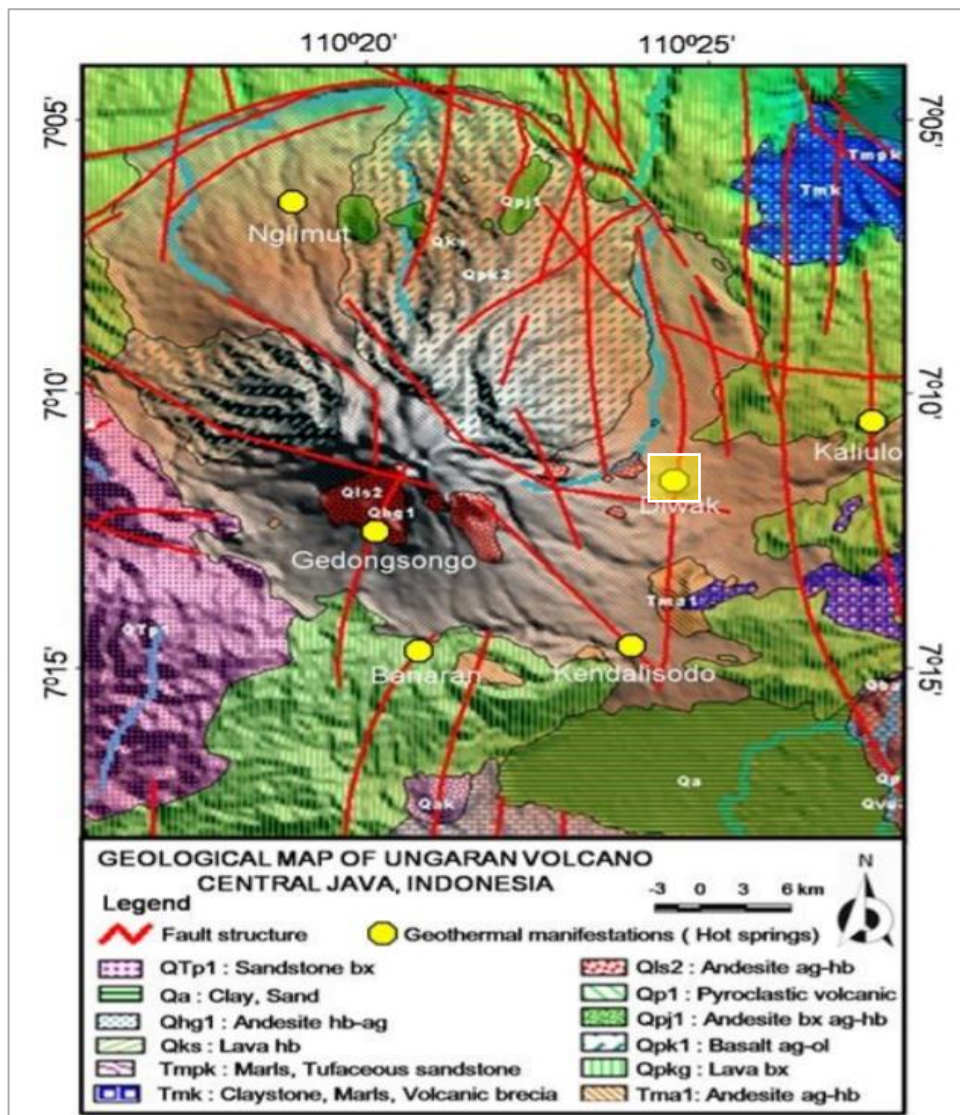 110º20' 110º25'
7º05' 7º05'
Tmpk
Tmk
Qpj1
Nglimut
Qks
Qpk2
7º10' 7º10'
Kaliulo
Diwak
Qls2
Qhg1
Gedongsongo
Tma1
QTp1
7º15' 7º15'
Banaran Kendalisodo
Qa
Qak
GEOLOGICAL MAP OF UNGARAN VOLCANO
CENTRAL JAVA, INDONESIA
N
-3 0 3 6 km
Legend
Fault structure Geothermal manifestations ( Hot springs)
QTp1 : Sandstone bx Qls2 : Andesite ag-hb
Qa : Clay, Sand Qp1 : Pyroclastic volcanic
Qhg1 : Andesite hb-ag Qpj1 : Andesite bx ag-hb
Qks : Lava hb Qpk1 : Basalt ag-ol
Tmpk : Marls, Tufaceous sandstone Qpkg : Lava bx
Tmk : Claystone, Marls, Volcanic brecia Tma1: Andesite ag-hb